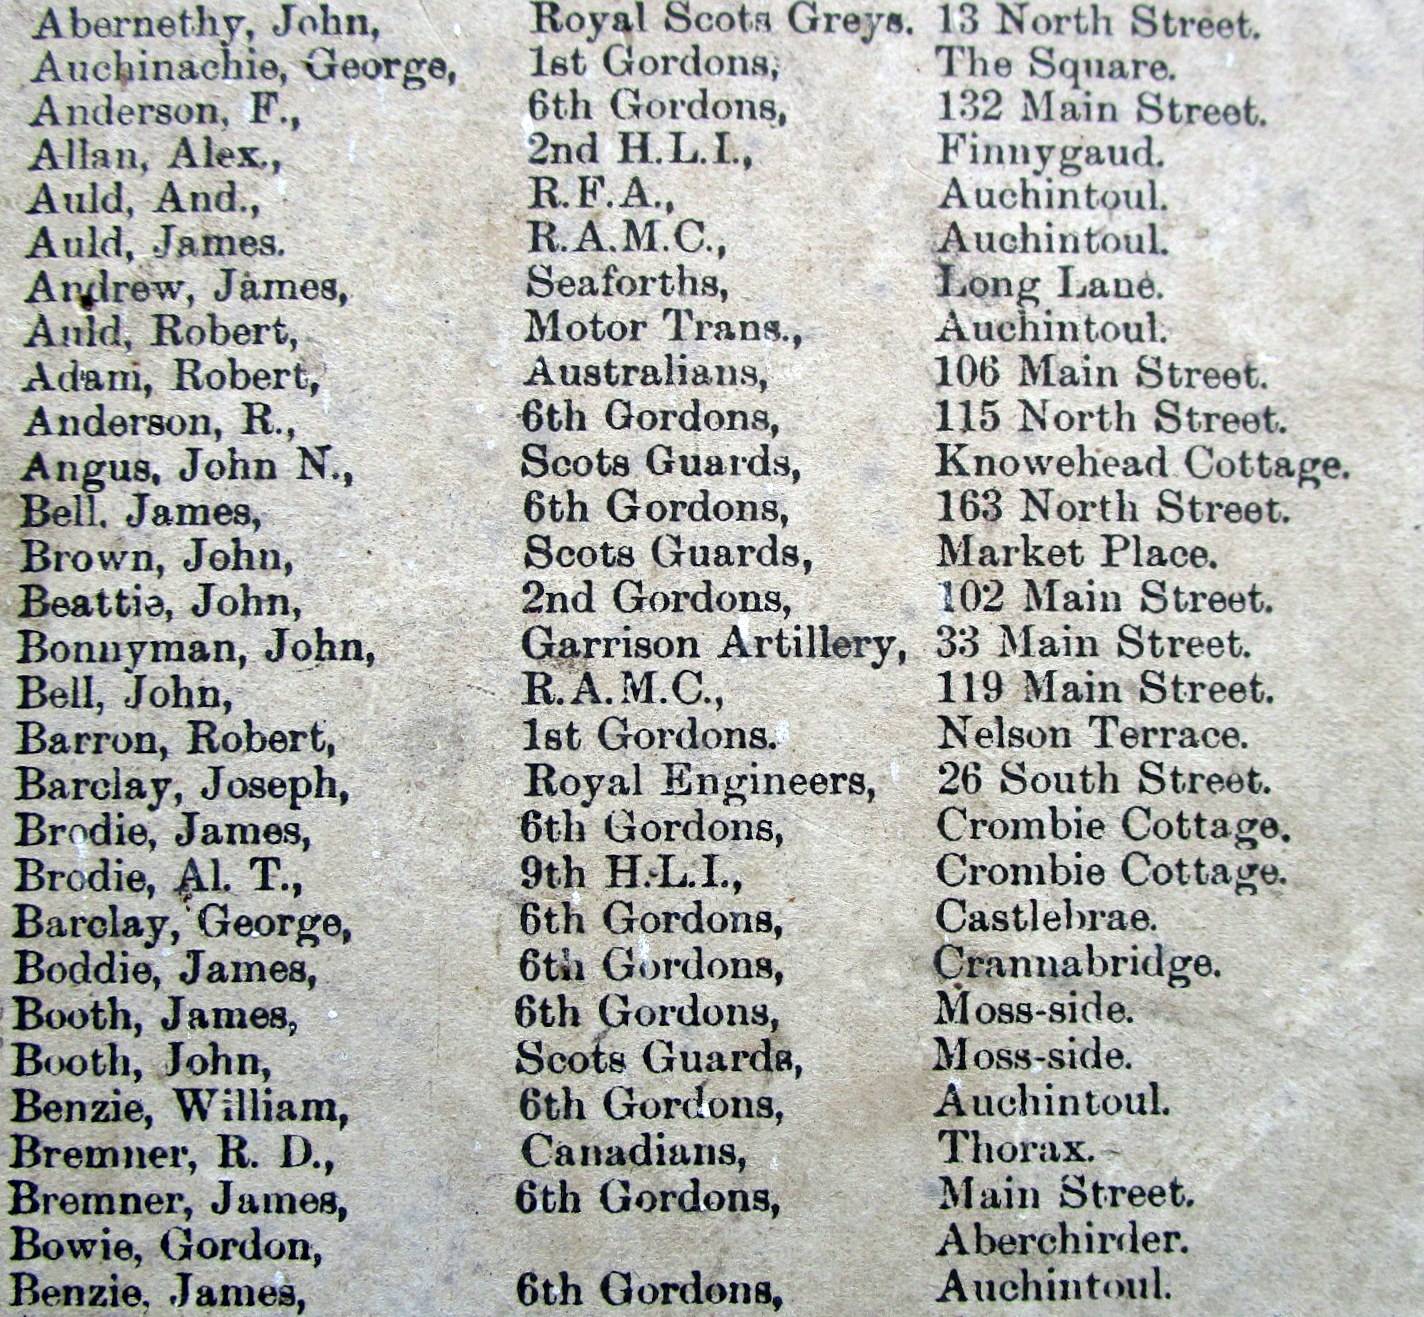 Abernethy, John, Royal Scots Greys. 13 North Street.
Auchinachie, George, 1st Gordons, The Square.
Anderson, F., 6th Gordons, 132 Main Street.
Allan, Alex., 2nd H.L.I., Finnygaud.
Auld, And., R.F.A., Auchintoul.
Auld, James. R.A.M.C., Auchintoul.
Andrew, James, Seaforths, Long Lane.
Auld, Robert, Motor Trans., Auchintoul.
Adam, Robert, Australians, 106 Main Street.
Anderson, R., 6th Gordons, 115 North Street.
Angus, John N., Scots Guards, Knowehead Cottage.
Bell. James, 6th Gordons, 163 North Street.
Brown, John, Scots Guards, Market Place.
Beattie, John, 2nd Gordons, 102 Main Street.
Bonnyman, John, Garrison Artillery, 33 Main Street.
Bell, John, R.A.M.C., 119 Main Street.
Barron, Robert, 1st Gordons. Nelson Terrace.
Barclay, Joseph, Royal Engineers, 26 South Street.
Brodie, James, 6th Gordons, Crombie Cottage.
Brodie, Al. T., 9th H.L.I., Crombie Cottage.
Barclay, George, 6th Gordons, Castlebrae.
Boddie, James, 6th Gordons, Crannabridge.
Booth, James, 6th Gordons, Moss-side.
Booth, John, Scots Guards, Moss-side.
Benzie, William, 6th Gordons, Auchintoul.
Bremner, R. D., Canadians, Thorax.
Bremner, James, 6th Gordons, Main Street.
Bowie, Gordon, Aberchirder.
Benzie, James, 6th Gordons, Auchintoul.